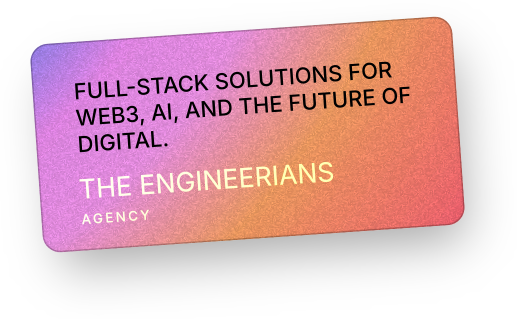 FULL-STACK SOLUTIONS FOR
WEB3, AI, AND THE FUTURE OF
DIGITAL.
THE ENGINEERIANS
AGENCY